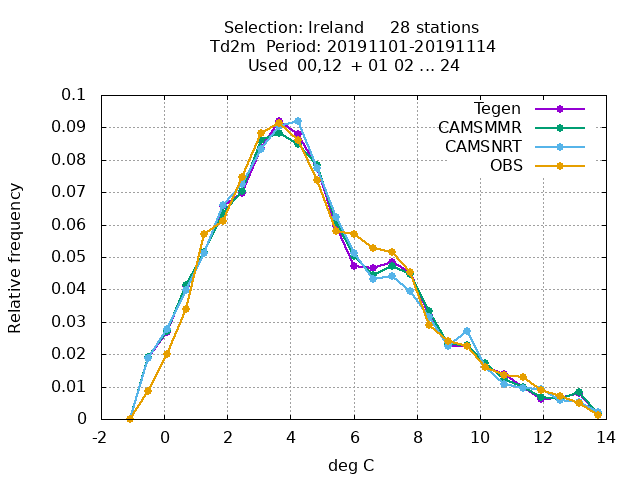 Selection: Ireland 28 stations
Td2m Period: 20191101-20191114
Used 00,12 + 01 02 ... 24
Tegen
CAMSMMR
CAMSNRT
OBS
0.1
0.09
0.08
0.07
0.06
0.05
0.04
0.03
0.02
0.01
0
Relative frequency
-2 0 2 4 6 8 10 12 14
deg C